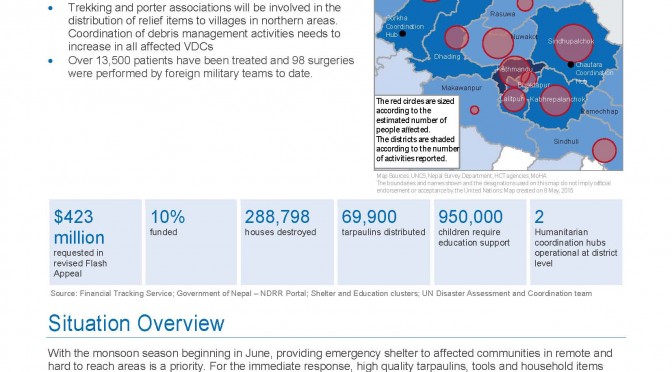 Trekking and porter associations will be involved in the
distribution of relief items to villages in northern areas.
Coordination of debris management activities needs to
increase in all affected VDCs
Over 13,500 patients have been treated and 98 surgeries
were performed by foreign military teams to date.
Rasuwa
Gorkha
Coordination
Hub
Nuwakot
Sindhupalchok
Dhading
Chautara
Coordination
Hub
Kathmandu
Bhaktapur
Makawanpur
Lalitpur
Kabhrepalanchok
Ramechhap
Sindhuli
The red circles are sized
according to the
estimated number of
people affected.
The districts are shaded
according to the number
of activities reported.
Map Sources: UNCS, Nepal Survey Department, HCT agencies, MoHA
The boundaries and names shown and the designations used on this map do not imply official
endorsement or acceptance by the United Nations. Map created on 8 May, 2015
$423
million
requested in
revised Flash
Appeal
10%
funded
288,798
houses destroyed
69,900
tarpaulins distributed
950,000
children require
education support
2
Humanitarian
coordination hubs
operational at district
level
Source: Financial Tracking Service; Government of Nepal – NDRR Portal; Shelter and Education clusters; UN Disaster Assessment and Coordination team
Situation Overview
With the monsoon season beginning in June, providing emergency shelter to affected communities in remote and
hard to reach areas is a priority. For the immediate response, high quality tarpaulins, tools and household items